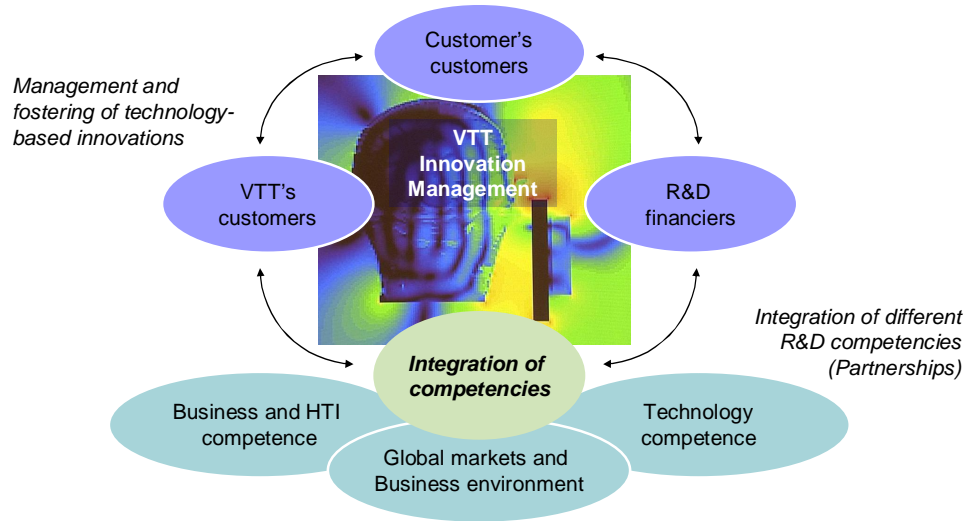 Customer's
customers
Management and
fostering of technology-
based innovations
VTT
Innovation
Management
VTT's
customers
R&D
financiers
Integration of different
R&D competencies
(Partnerships)
Integration of
competencies
Business and HTI
competence
Technology
competence
Global markets and
Business environment